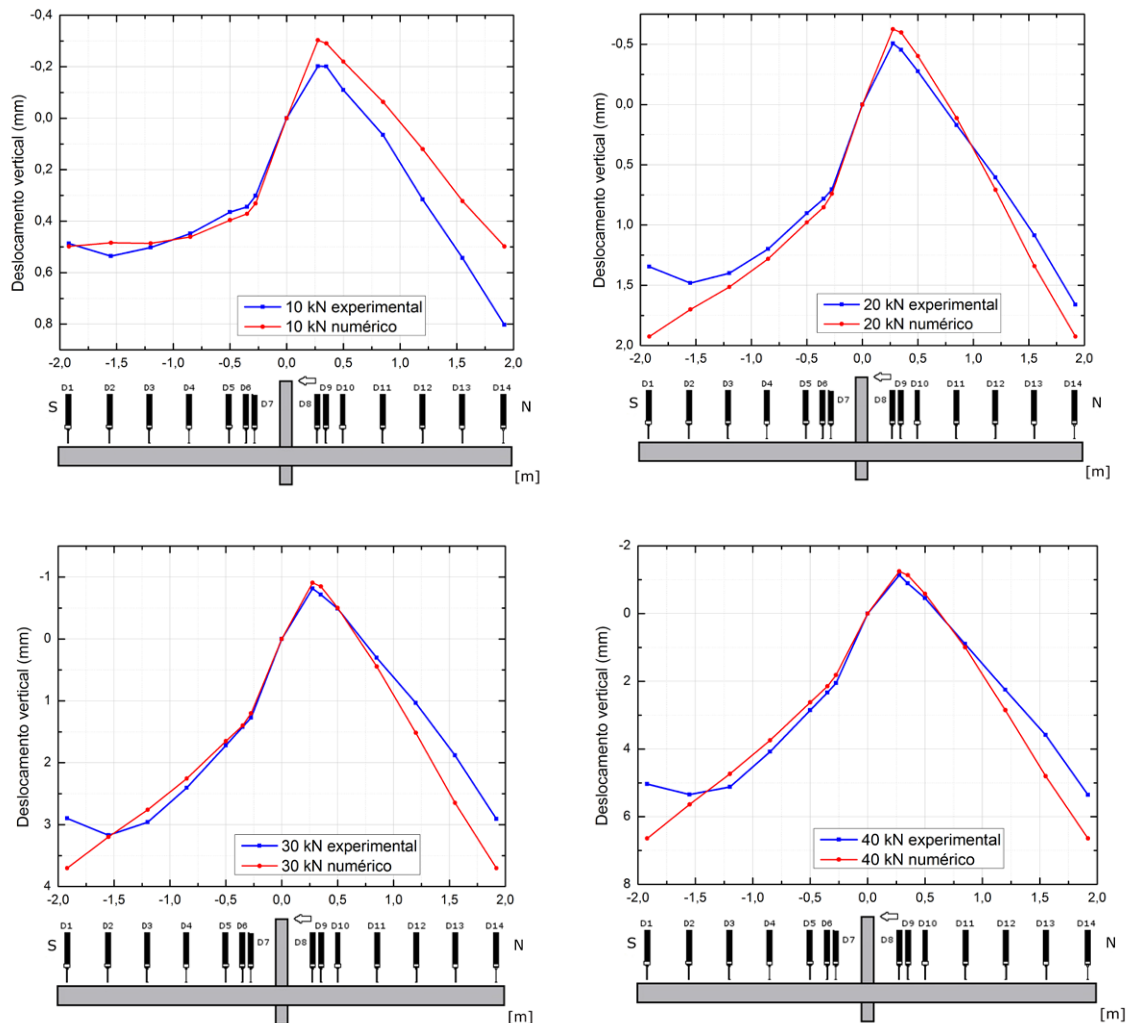 -0,4
-0,2
0,0
0,2
0,4
0,6
0,8
Deslocamento vertical (mm)
10 kN experimental
10 kN numérico
-2,0 -1,5 -1,0 -0,5 0,0 0,5 1,0 1,5 2,0
D1 D2 D3 D4 D5 D6 D9 D10 D11 D12 D13 D14
S D7 D8 N
[m]
-0,5
0,0
0,5
1,0
1,5
2,0
Deslocamento vertical (mm)
20 kN experimental
20 kN numérico
-2,0 -1,5 -1,0 -0,5 0,0 0,5 1,0 1,5 2,0
D1 D2 D3 D4 D5 D6 D9 D10 D11 D12 D13 D14
S D7 D8 N
[m]
-1
0
1
2
3
4
Deslocamento vertical (mm)
30 kN experimental
30 kN numérico
-2,0 -1,5 -1,0 -0,5 0,0 0,5 1,0 1,5 2,0
D1 D2 D3 D4 D5 D6 D9 D10 D11 D12 D13 D14
S D7 D8 N
[m]
-2
0
2
4
6
8
Deslocamento vertical (mm)
40 kN experimental
40 kN numérico
-2,0 -1,5 -1,0 -0,5 0,0 0,5 1,0 1,5 2,0
D1 D2 D3 D4 D5 D6 D9 D10 D11 D12 D13 D14
S D7 D8 N
[m]